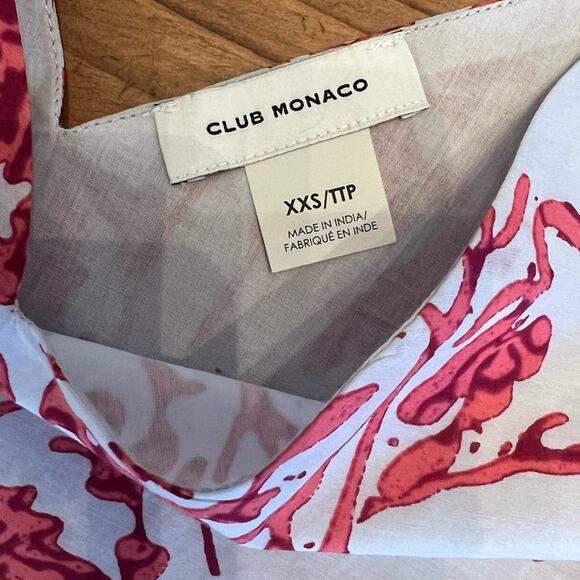 CLUB MONACO
XXS/TTP
MADE IN INDIA/
FABRIQUÉ EN INDE